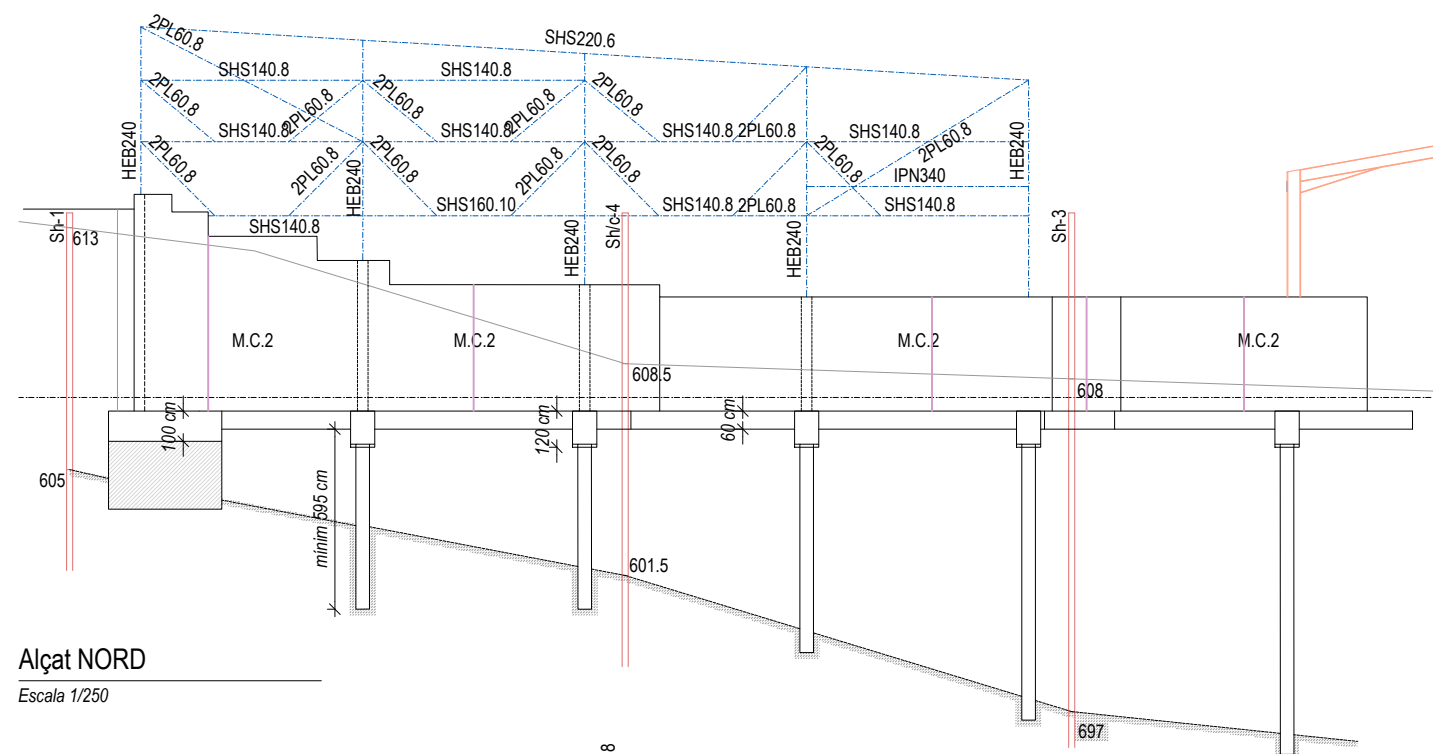 2PL60.8
SHS220.6
SHS140.8
SHS140.8
2PL60.8
2PL60.8
2PL60.8
2PL60.8
2PL60.8
HEB240
SHS140.8
SHS140.8
SHS140.8
2PL60.8
SHS140.8
2PL60.8
HEB240
2PL60.8
2PL60.8
HEB240
2PL60.8
2PL60.8
2PL60.8
2PL60.8
IPN340
SHS160.10
SHS140.8
2PL60.8
SHS140.8
Sh-1
613
SHS140.8
HEB240
Sh/c-4
HEB240
Sh-3
M.C.2
M.C.2
M.C.2
M.C.2
608.5
608
100 cm
120 cm
60 cm
605
minim 595 cm
601.5
697
Alçat NORD
Escala 1/250
8